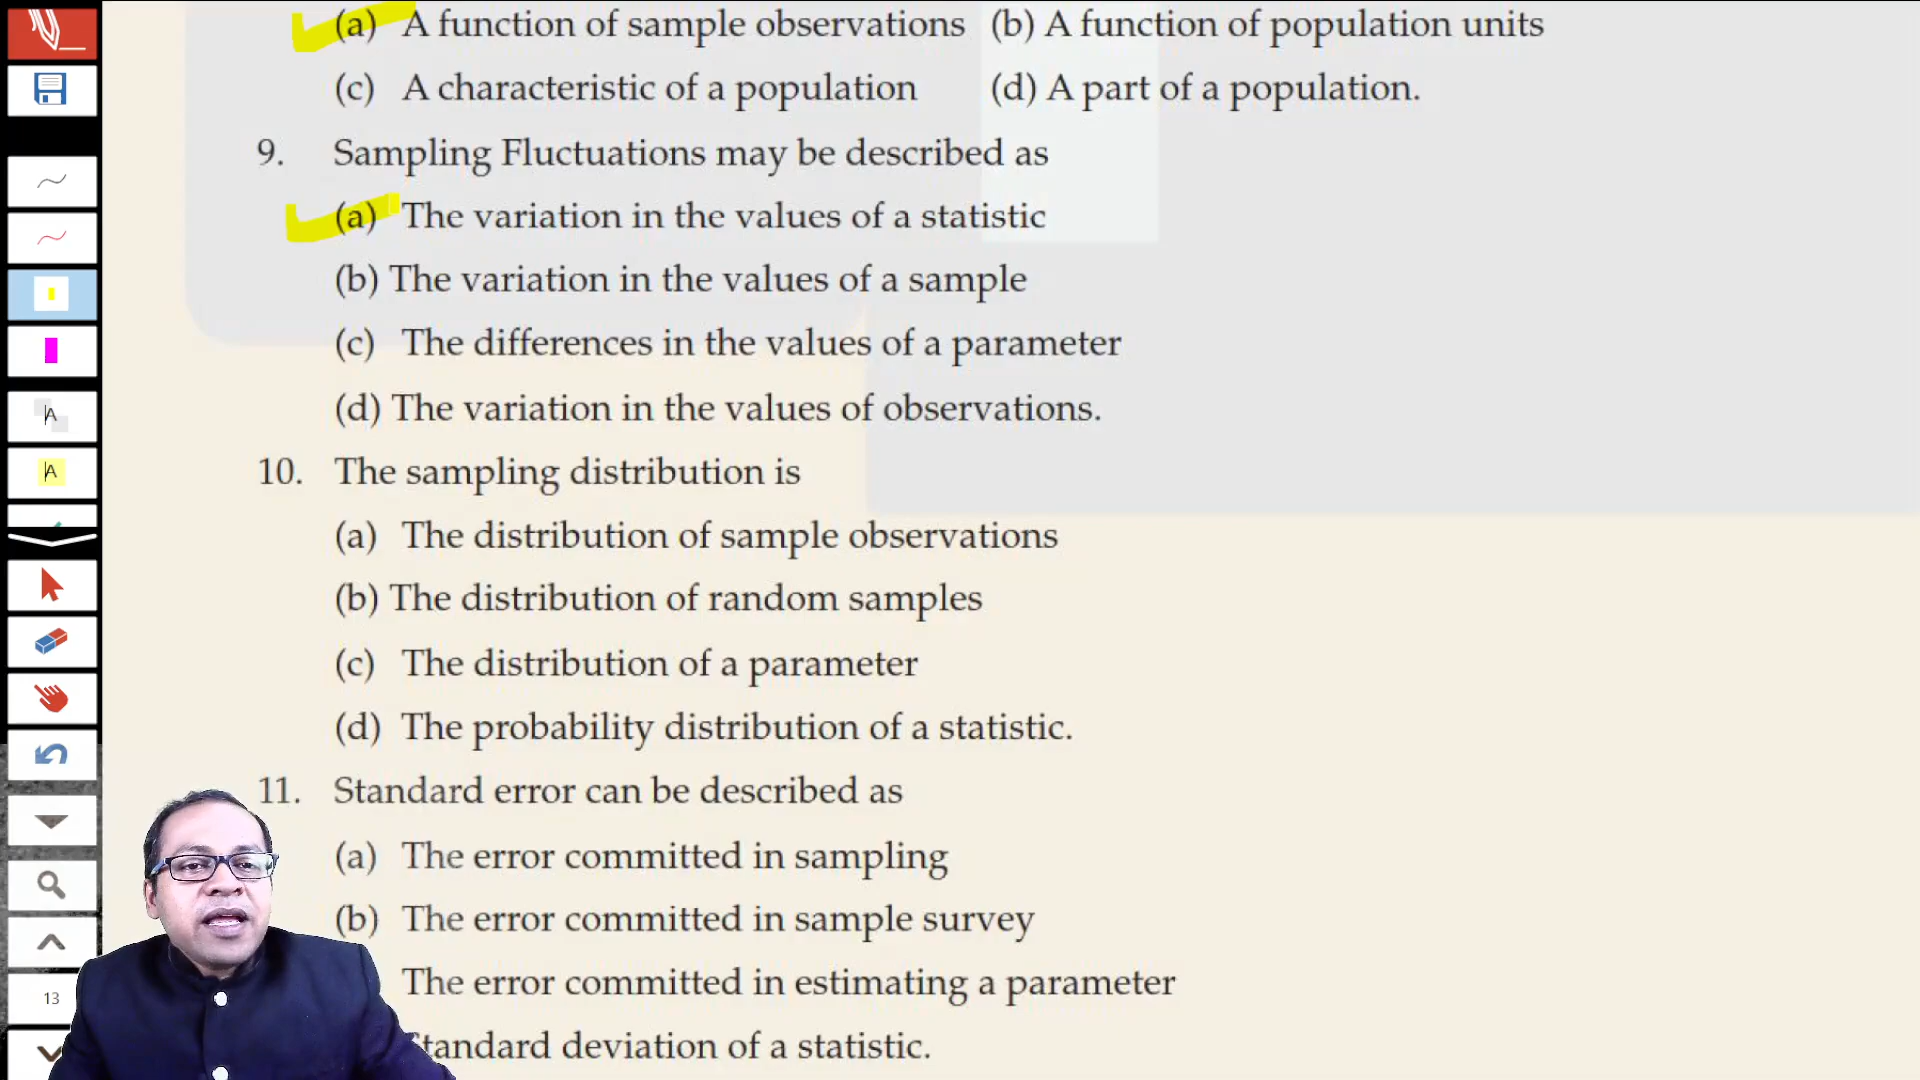 (a) A function of sample observations (b) A function of population units
(c) A characteristic of a population (d) A part of a population.
9. Sampling Fluctuations may be described as
(a) The variation in the values of a statistic
(b) The variation in the values of a sample
(c) The differences in the values of a parameter
(d) The variation in the values of observations.
10. The sampling distribution is
(a) The distribution of sample observations
(b) The distribution of random samples
(c) The distribution of a parameter
(d) The probability distribution of a statistic.
11. Standard error can be described as
(a) The error committed in sampling
(b) The error committed in sample survey
The error committed in estimating a parameter
Standard deviation of a statistic.
A
A
13